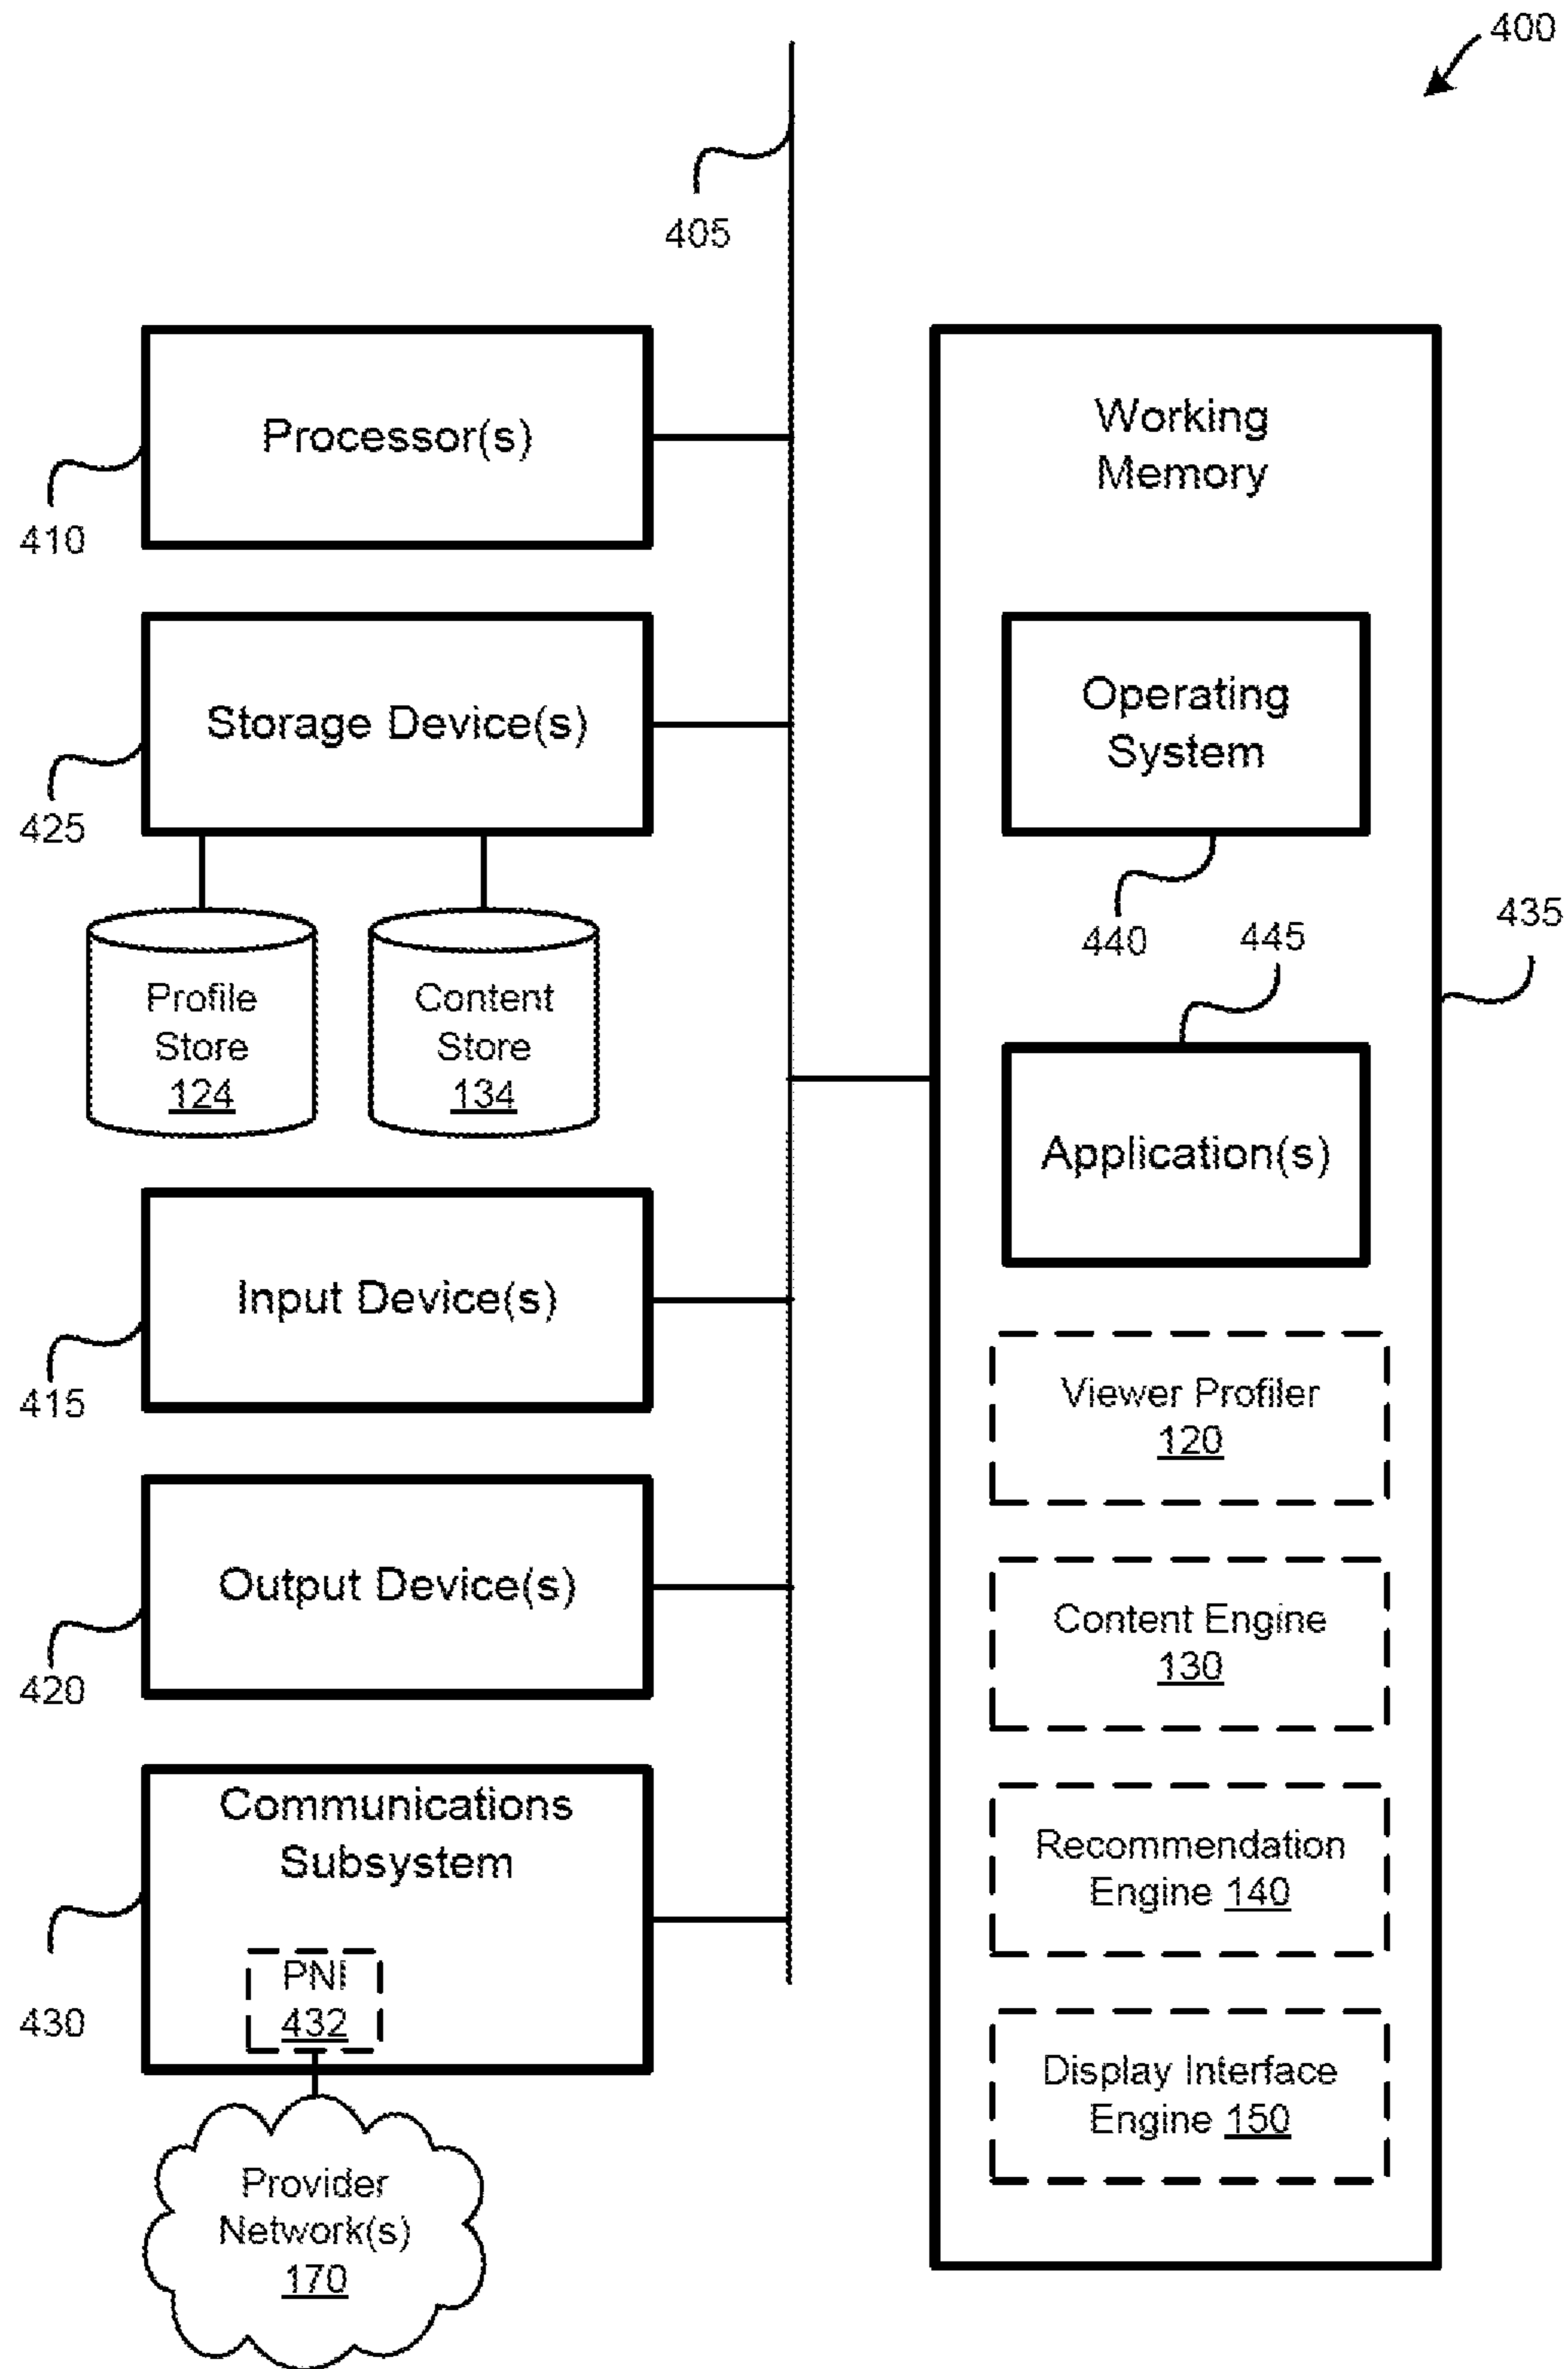 400
405
Processor(s)
410
Storage Device(s)
425
Profile
Store
124
Content
Store
134
Input Device(s)
415
Output Device(s)
420
Communications
Subsystem
PNI
432
430
Provider
Network(s)
170
Working
Memory
Operating
System
440
445
435
Application(s)
Viewer Profiler
120
Content Engine
130
Recommendation
Engine 140
Display Interface
Engine 150